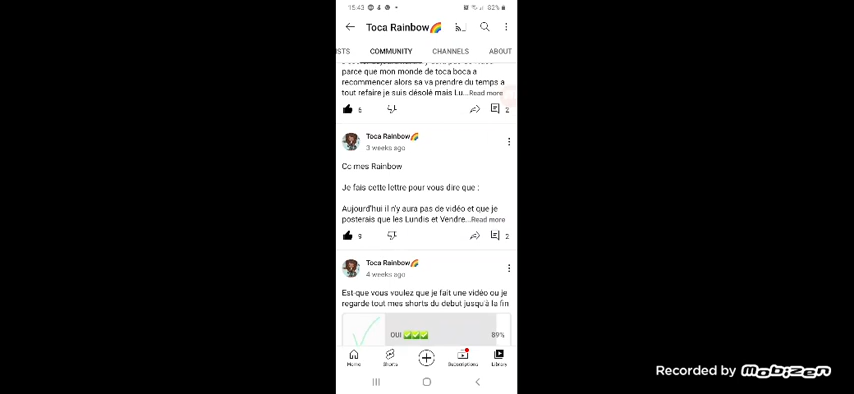 15:43
82%
Toca Rainbow🌈
ISTS COMMUNITY CHANNELS ABOUT
parce que mon monde de toca boca a
recommencer alors sa va prendre du temps a
tout refaire je suis désolé mais Lu...Read more
6 2
Toca Rainbow🌈
3 weeks ago
Cc mes Rainbow
Je fais cette lettre pour vous dire que :
Aujourd'hui il n'y aura pas de vidéo et que je
posterais que les Lundis et Vendre...Read more
9 2
Toca Rainbow🌈
4 weeks ago
Est-que vous voulez que je fait une vidéo ou je
regarde tout mes shorts du debut jusqu'à la fin
OUI ✅✅✅ 89%
Home Shorts Subscriptions Library
Recorded by Mobizen